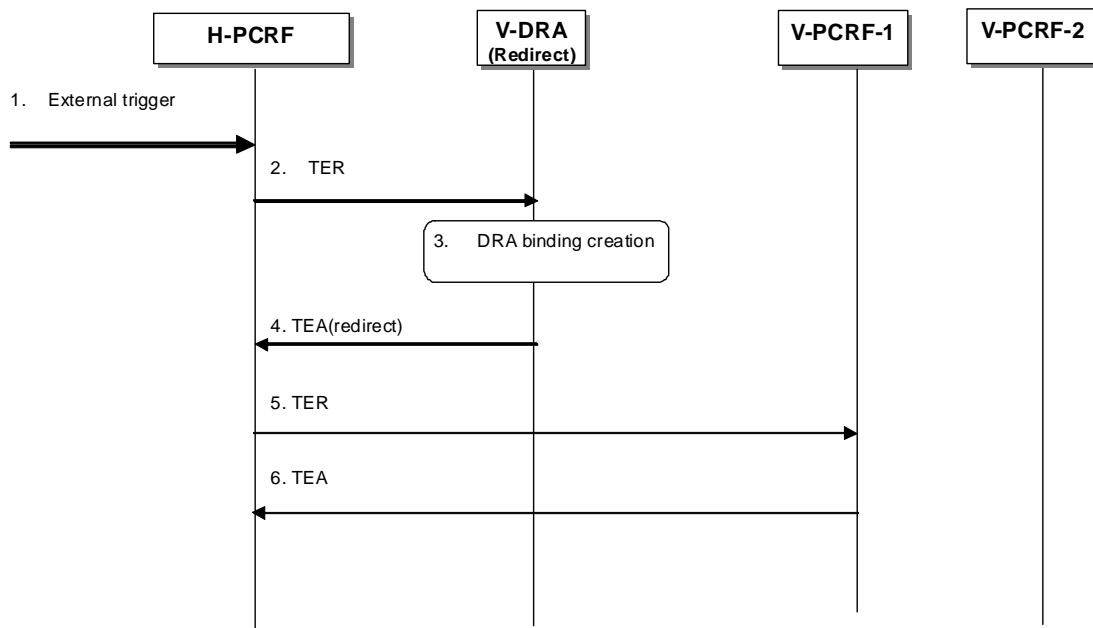 H-PCRF
V-DRA
(Redirect)
V-PCRF-1
V-PCRF-2
1. External trigger
2. TER
3. DRA binding creation
4. TEA(redirect)
5. TER
6. TEA